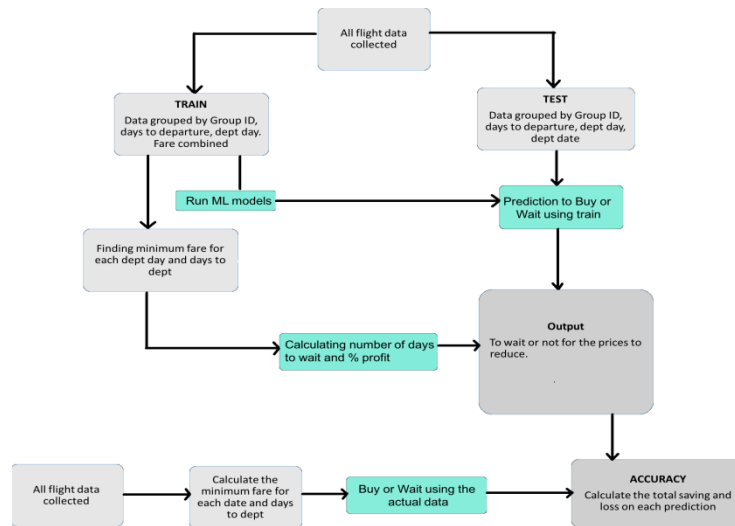 All flight data
collected
TRAIN
Data grouped by Group ID,
days to departure, dept day.
Fare combined
TEST
Data grouped by Group ID,
days to departure, dept day,
dept date
Run ML models
Prediction to Buy or
Wait using train
Finding minimum fare for
each dept day and days to
dept
Calculating number of days
to wait and % profit
Output
To wait or not for the prices to
reduce.
.
All flight data
collected
Calculate the
minimum fare for
each date and days
to dept
Buy or Wait using the
actual data
ACCURACY
Calculate the total saving and
loss on each prediction